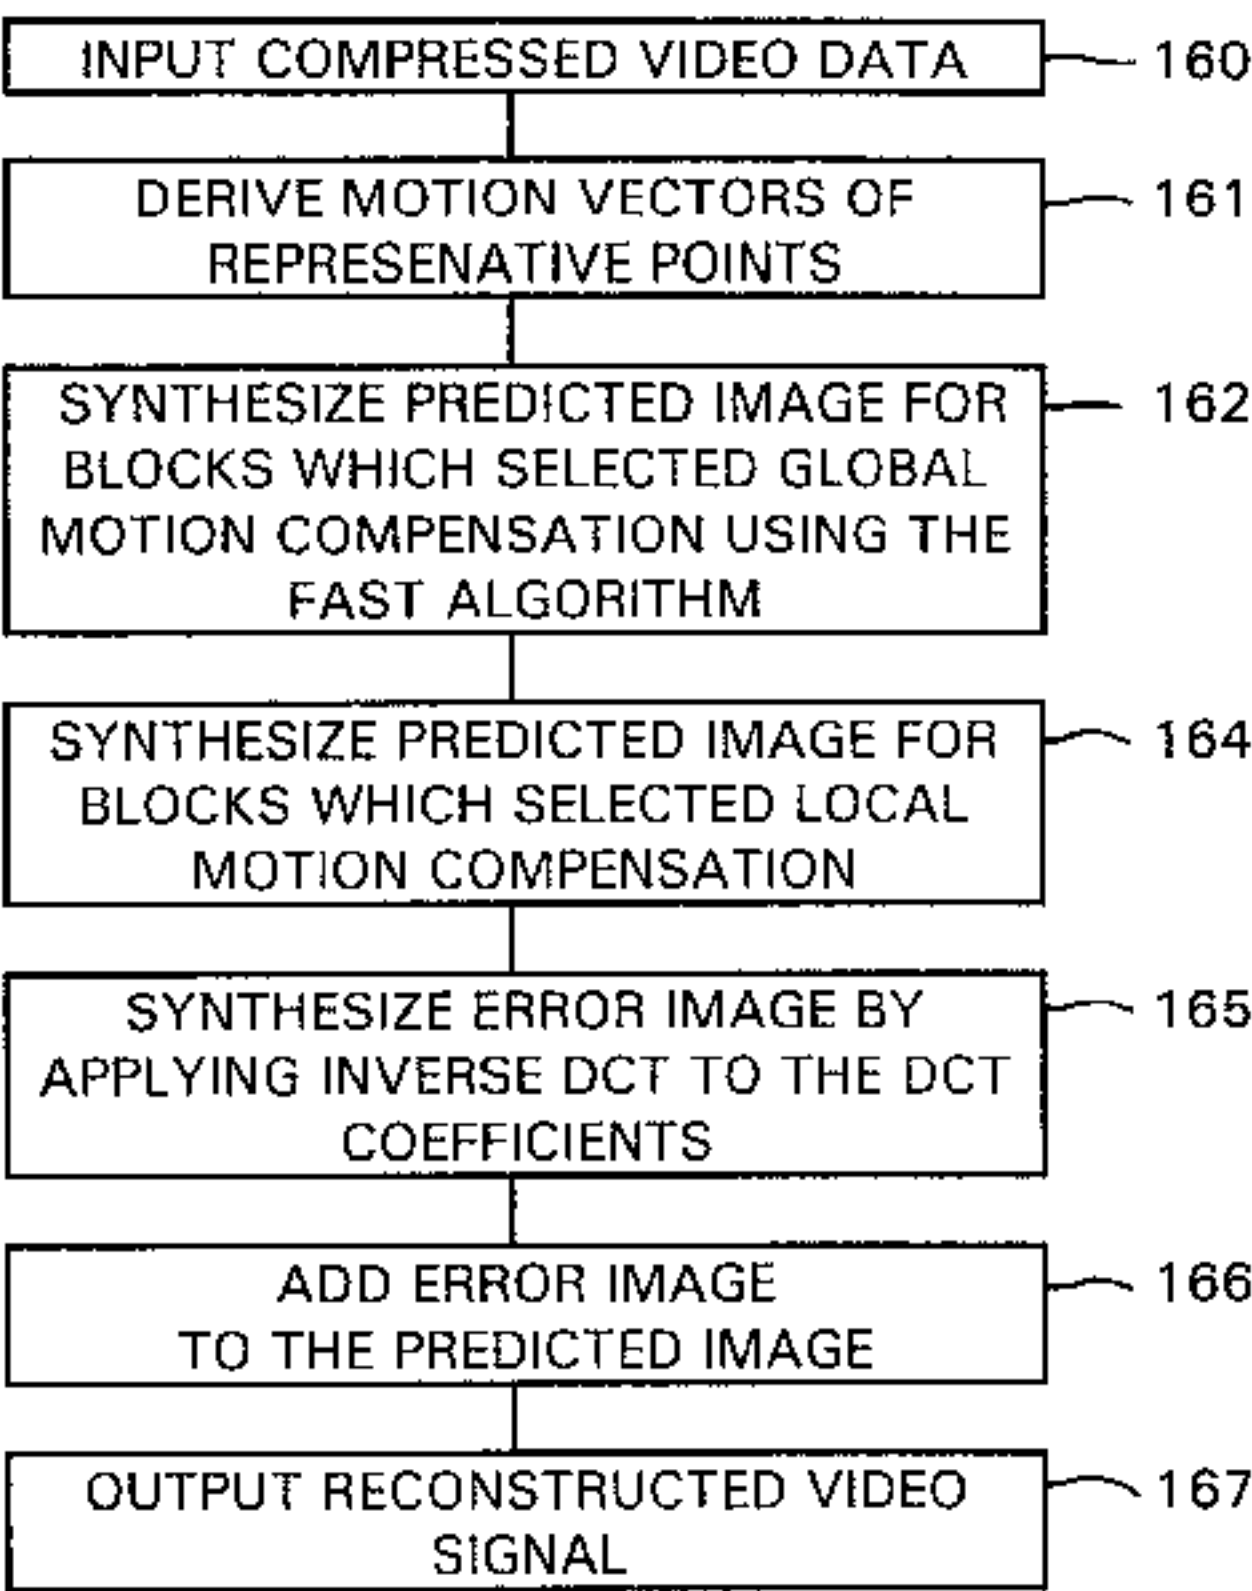 INPUT COMPRESSED VIDEO DATA
160
DERIVE MOTION VECTORS OF
REPRESENATIVE POINTS
161
SYNTHESIZE PREDICTED IMAGE FOR
BLOCKS WHICH SELECTED GLOBAL
MOTION COMPENSATION USING THE
FAST ALGORITHM
162
SYNTHESIZE PREDICTED IMAGE FOR
BLOCKS WHICH SELECTED LOCAL
MOTION COMPENSATION
164
SYNTHESIZE ERROR IMAGE BY
APPLYING INVERSE DCT TO THE DCT
COEFFICIENTS
165
ADD ERROR IMAGE
TO THE PREDICTED IMAGE
166
OUTPUT RECONSTRUCTED VIDEO
SIGNAL
167